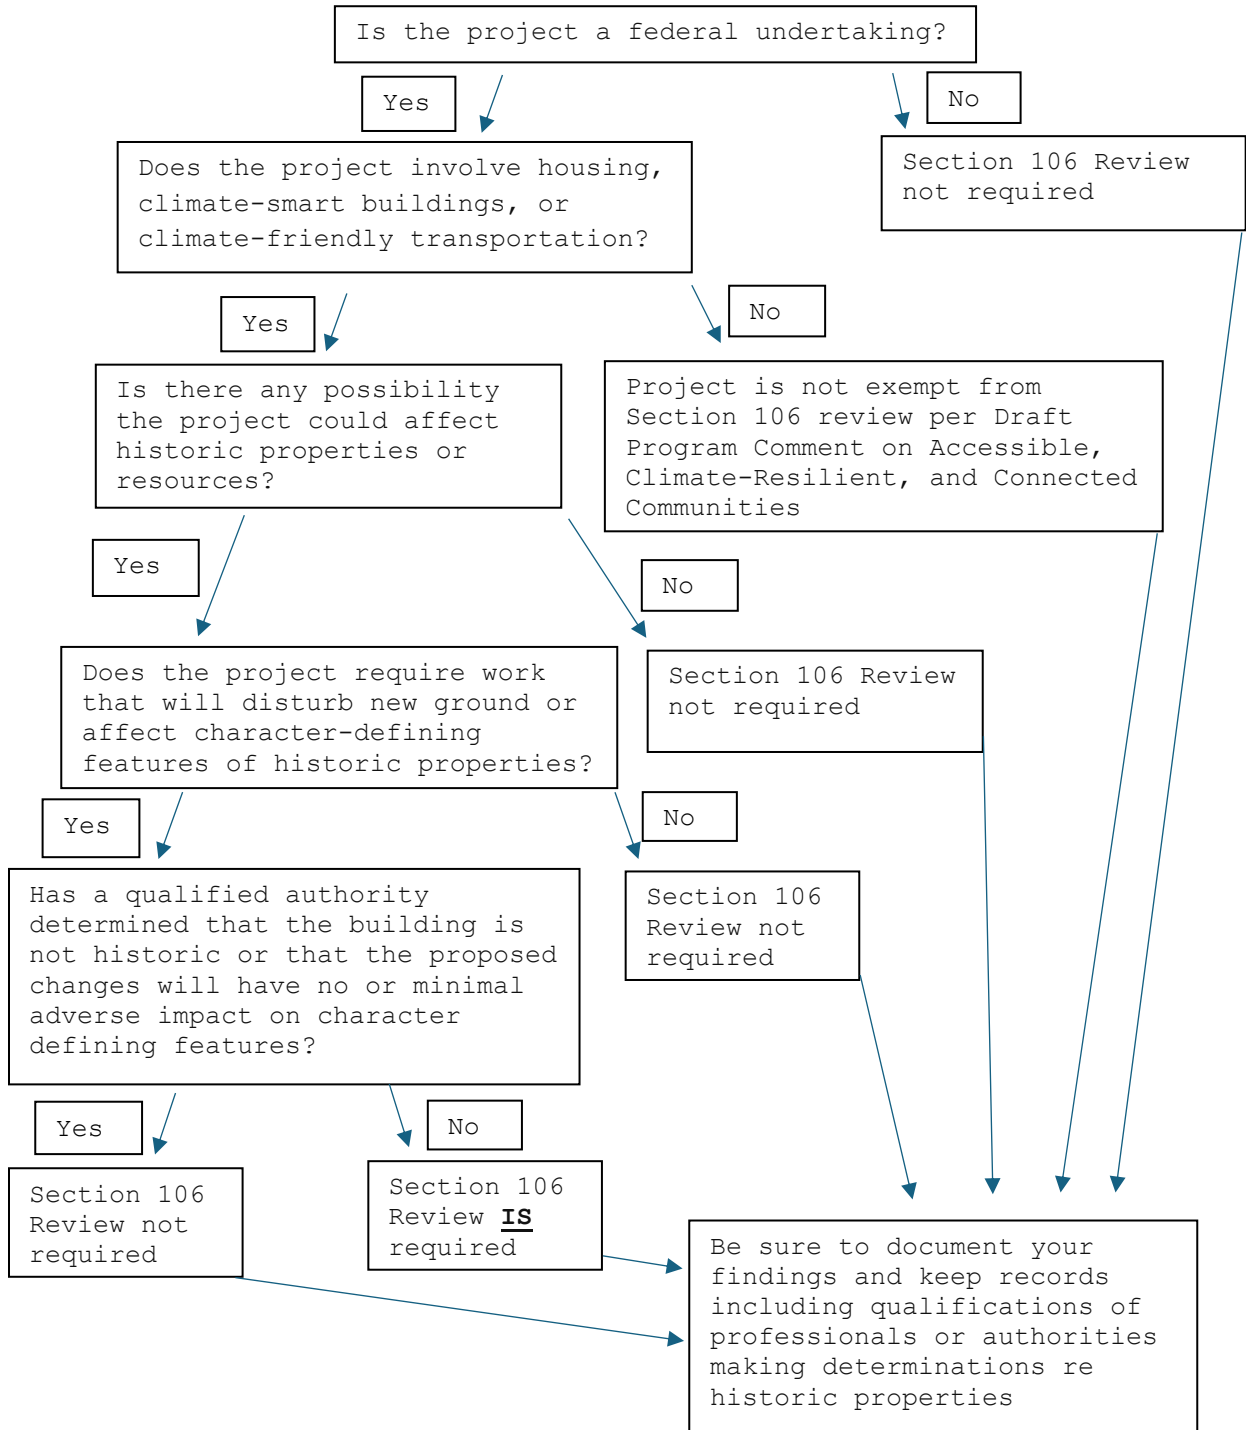 Is the project a federal undertaking?
Yes
No
Does the project involve housing,
climate-smart buildings, or
climate-friendly transportation?
Section 106 Review
not required
Yes
No
Is there any possibility
the project could affect
historic properties or
resources?
Project is not exempt from
Section 106 review per Draft
Program Comment on Accessible,
Climate-Resilient, and Connected
Communities
Yes
No
Does the project require work
that will disturb new ground or
affect character-defining
features of historic properties?
Section 106 Review
not required
Yes
No
Has a qualified authority
determined that the building is
not historic or that the proposed
changes will have no or minimal
adverse impact on character
defining features?
Section 106
Review not
required
Yes
No
Section 106
Review not
required
Section 106
Review IS
required
Be sure to document your
findings and keep records
including qualifications of
professionals or authorities
making determinations re
historic properties